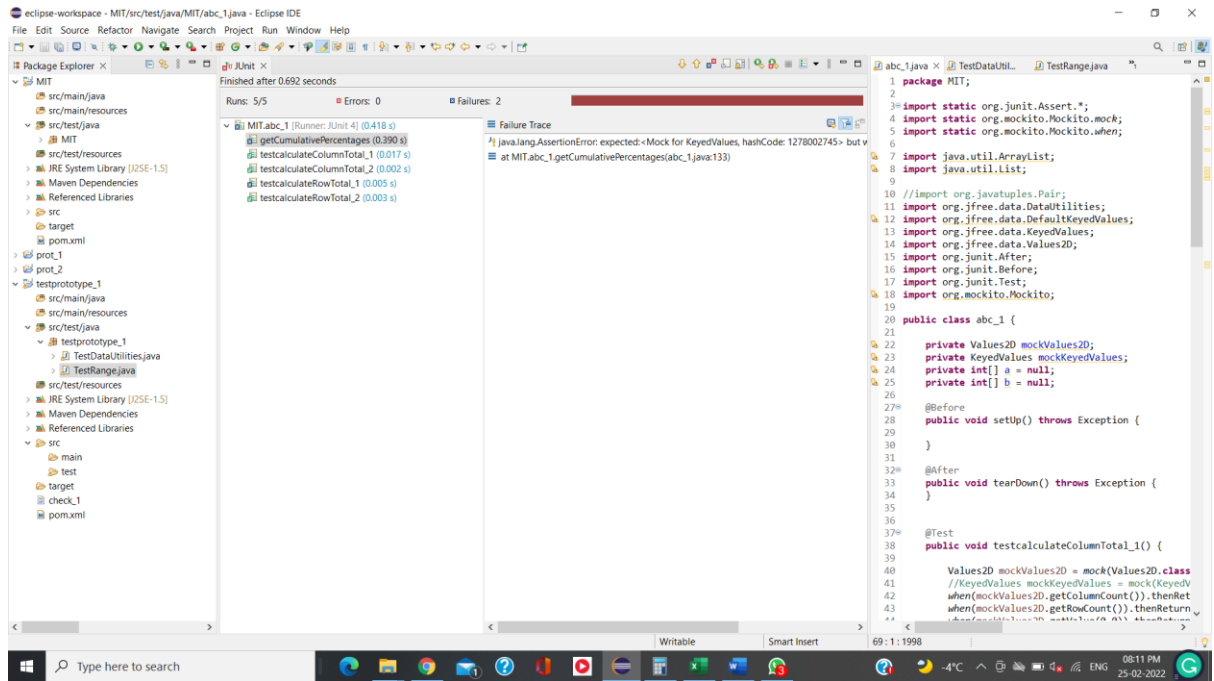 eclipse-workspace - MIT/src/test/java/MIT/abc_1.java - Eclipse IDE
File Edit Source Refactor Navigate Search Project Run Window Help
Package Explorer
MIT
src/main/java
src/main/resources
src/test/java
MIT
src/test/resources
JRE System Library [J2SE-1.5]
Maven Dependencies
Referenced Libraries
src
target
pom.xml
prot_1
prot_2
testprototype_1
src/main/java
src/main/resources
src/test/java
testprototype_1
TestDataUtilities.java
TestRange.java
src/test/resources
JRE System Library [J2SE-1.5]
Maven Dependencies
Referenced Libraries
src
main
test
target
check_1
pom.xml
JUnit
Finished after 0.692 seconds
Runs: 5/5 Errors: 0 Failures: 2
MIT.abc_1 [Runner: JUnit 4] (0.418 s)
getCumulativePercentages (0.390 s)
testcalculateColumnTotal_1 (0.017 s)
testcalculateColumnTotal_2 (0.002 s)
testcalculateRowTotal_1 (0.005 s)
testcalculateRowTotal_2 (0.003 s)
Failure Trace
java.lang.AssertionError: expected:<Mock for KeyedValues, hashCode: 1278002745> but w
at MIT.abc_1.getCumulativePercentages(abc_1.java:133)
abc_1.java TestDataUtil... TestRange.java
1 package MIT;
2
3 import static org.junit.Assert.*;
4 import static org.mockito.Mockito.mock;
5 import static org.mockito.Mockito.when;
6
7 import java.util.ArrayList;
8 import java.util.List;
9
10 //import org.javatuples.Pair;
11 import org.jfree.data.DataUtilities;
12 import org.jfree.data.DefaultKeyedValues;
13 import org.jfree.data.KeyedValues;
14 import org.jfree.data.Values2D;
15 import org.junit.After;
16 import org.junit.Before;
17 import org.junit.Test;
18 import org.mockito.Mockito;
19
20 public class abc_1 {
21
22 private Values2D mockValues2D;
23 private KeyedValues mockKeyedValues;
24 private int[] a = null;
25 private int[] b = null;
26
27 @Before
28 public void setUp() throws Exception {
29
30 }
31
32 @After
33 public void tearDown() throws Exception {
34 }
35
36
37 @Test
38 public void testcalculateColumnTotal_1() {
39
40 Values2D mockValues2D = mock(Values2D.class
41 //KeyedValues mockKeyedValues = mock(KeyedV
42 when(mockValues2D.getColumnCount()).thenRet
43 when(mockValues2D.getRowCount()).thenReturn
Writable Smart Insert 69 : 1 : 1998
Type here to search
-4°C ENG 08:11 PM
25-02-2022